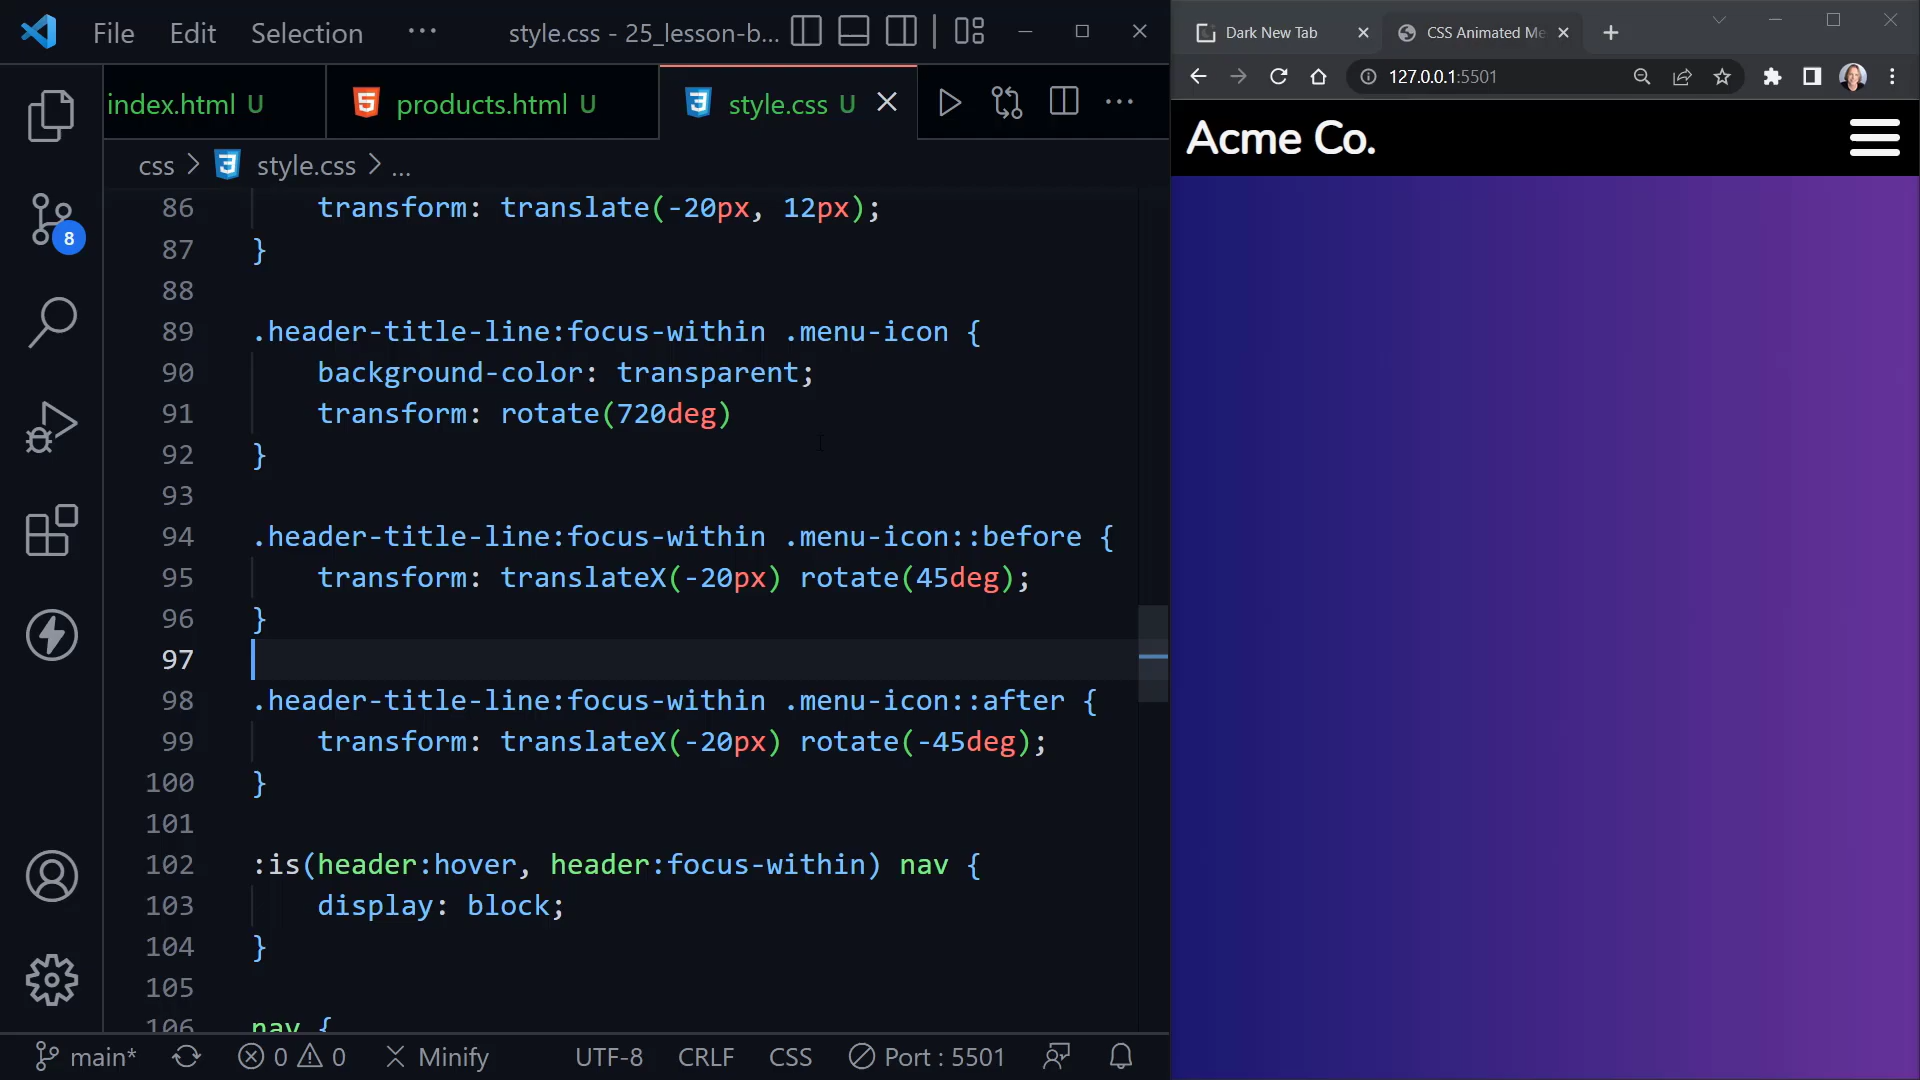 File Edit Selection ··· style.css - 25_lesson-b...
index.html U products.html U style.css U
css > style.css > ...
86 transform: translate(-20px, 12px);
87 }
88
89 .header-title-line:focus-within .menu-icon {
90 background-color: transparent;
91 transform: rotate(720deg)
92 }
93
94 .header-title-line:focus-within .menu-icon::before {
95 transform: translateX(-20px) rotate(45deg);
96 }
97
98 .header-title-line:focus-within .menu-icon::after {
99 transform: translateX(-20px) rotate(-45deg);
100 }
101
102 :is(header:hover, header:focus-within) nav {
103 display: block;
104 }
105
106 nav {
8
main* 0 0 Minify UTF-8 CRLF CSS Port : 5501
Dark New Tab CSS Animated Me
127.0.0.1:5501
Acme Co.